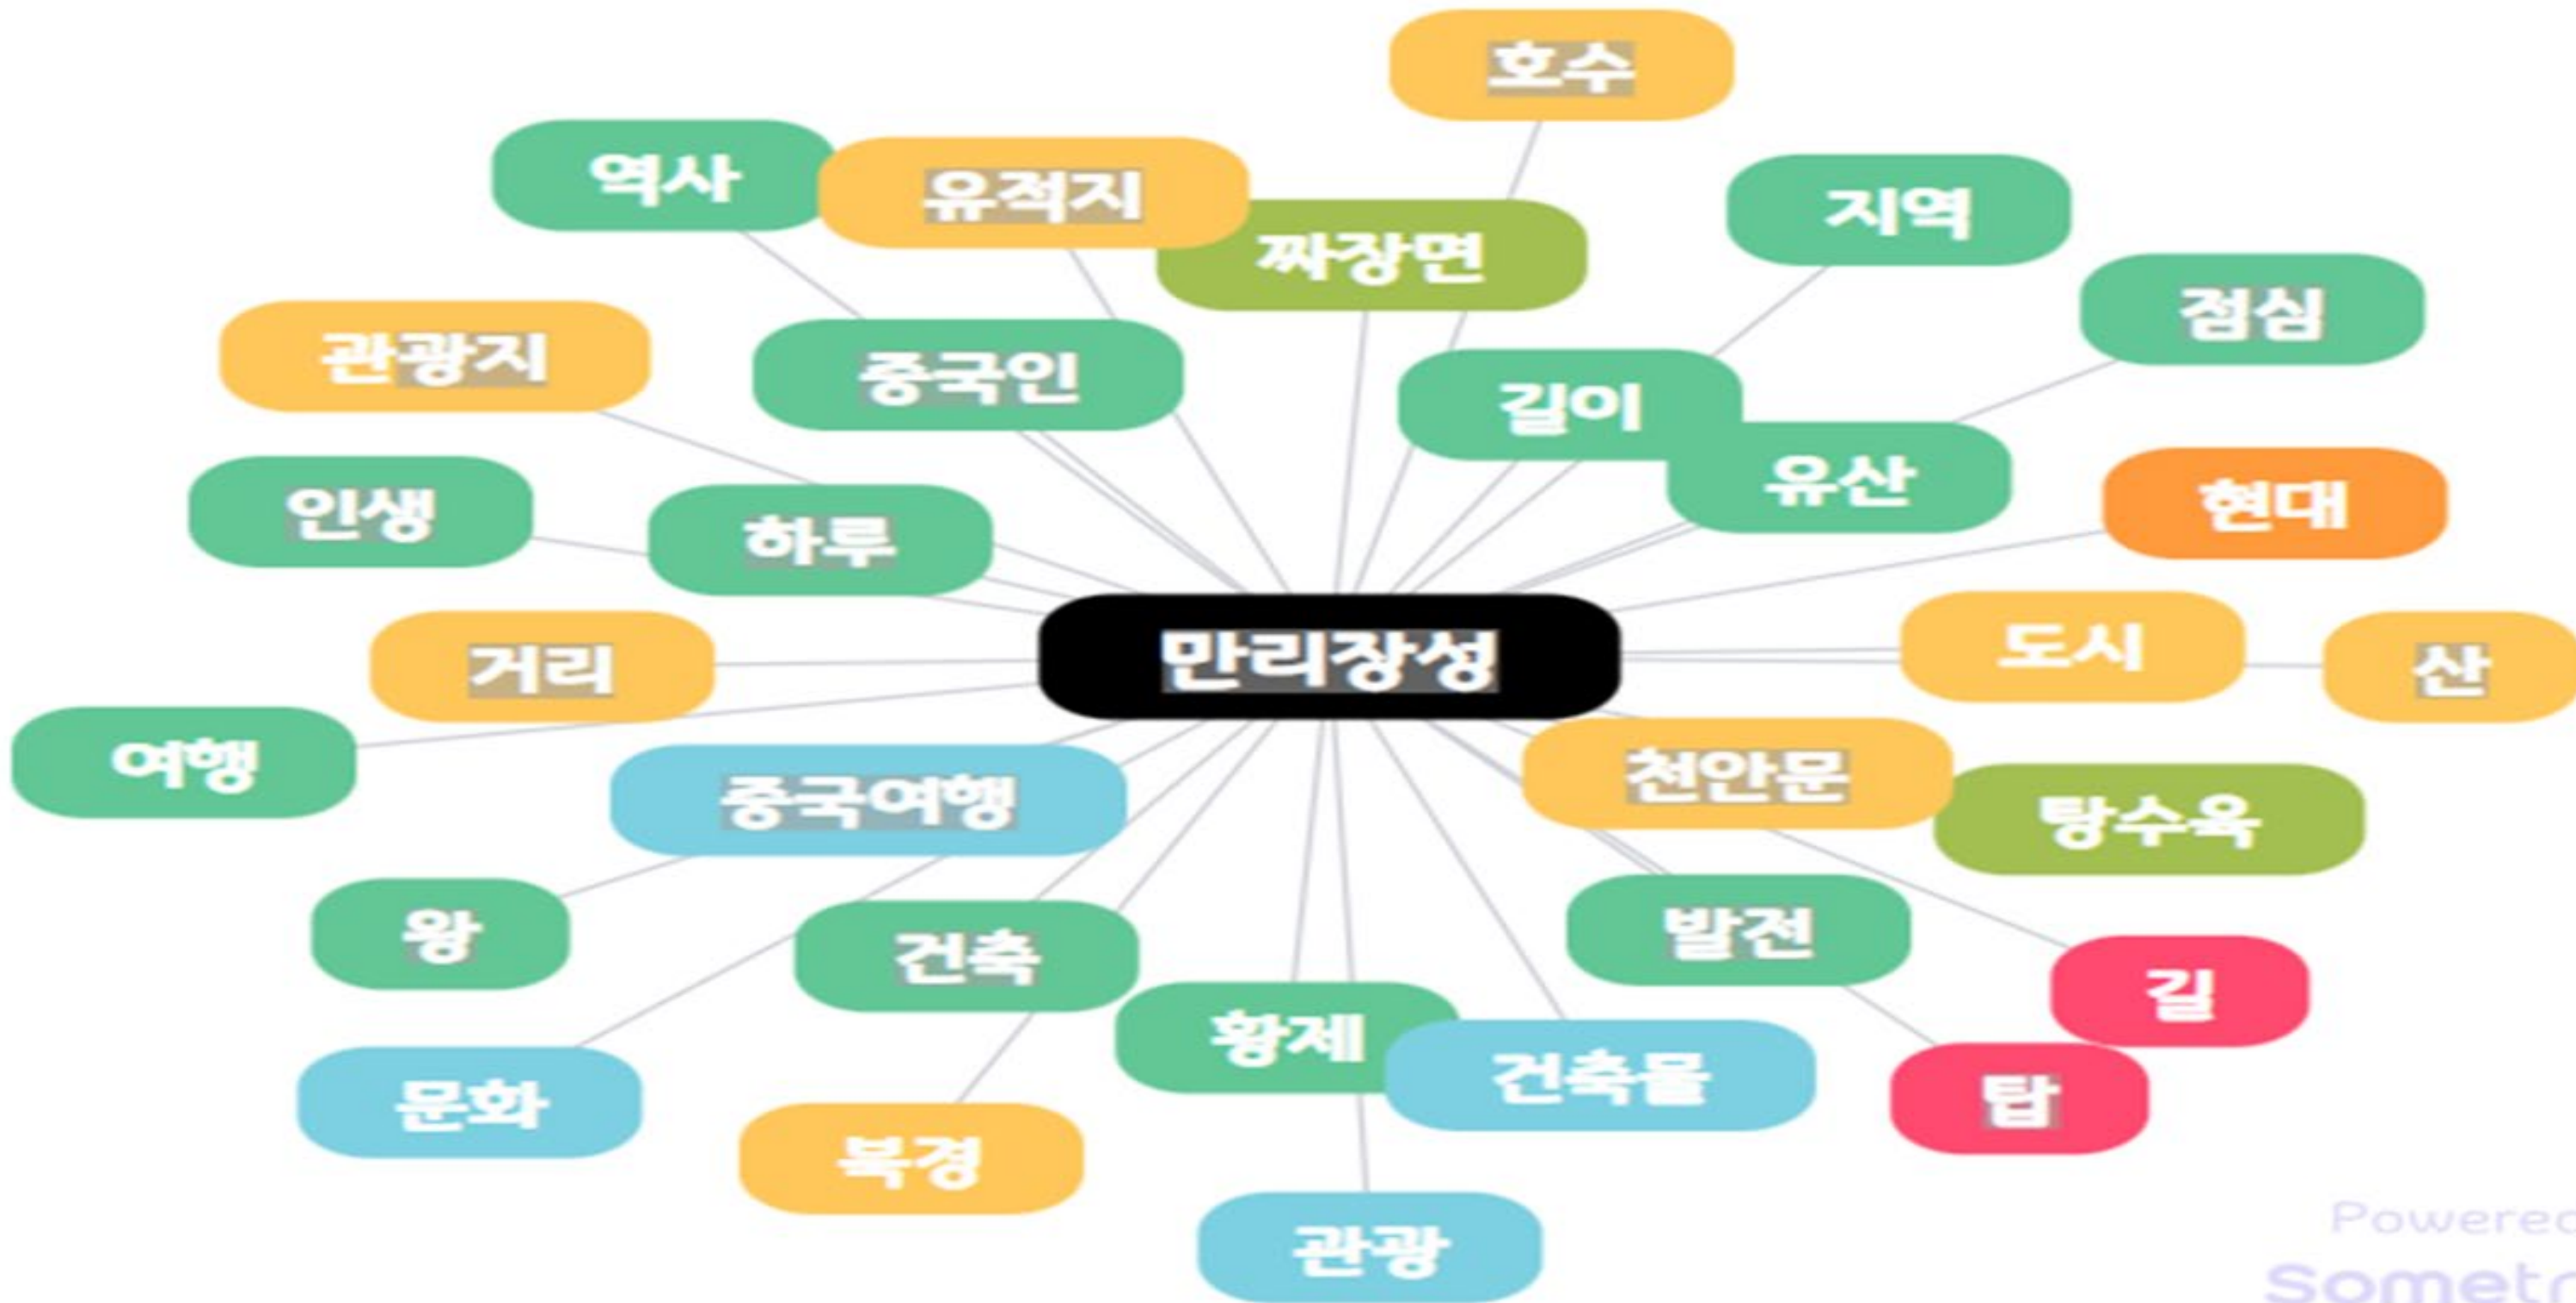 호수
역사
유적지
지역
짜장면
점심
관광지
중국인
길이
유산
현대
인생
하루
도시
만리장성
거리
산
여행
천안문
중국여행
탕수육
왕
발전
건축
길
황제
건축물
탑
문화
북경
관광
Powered
Sometr